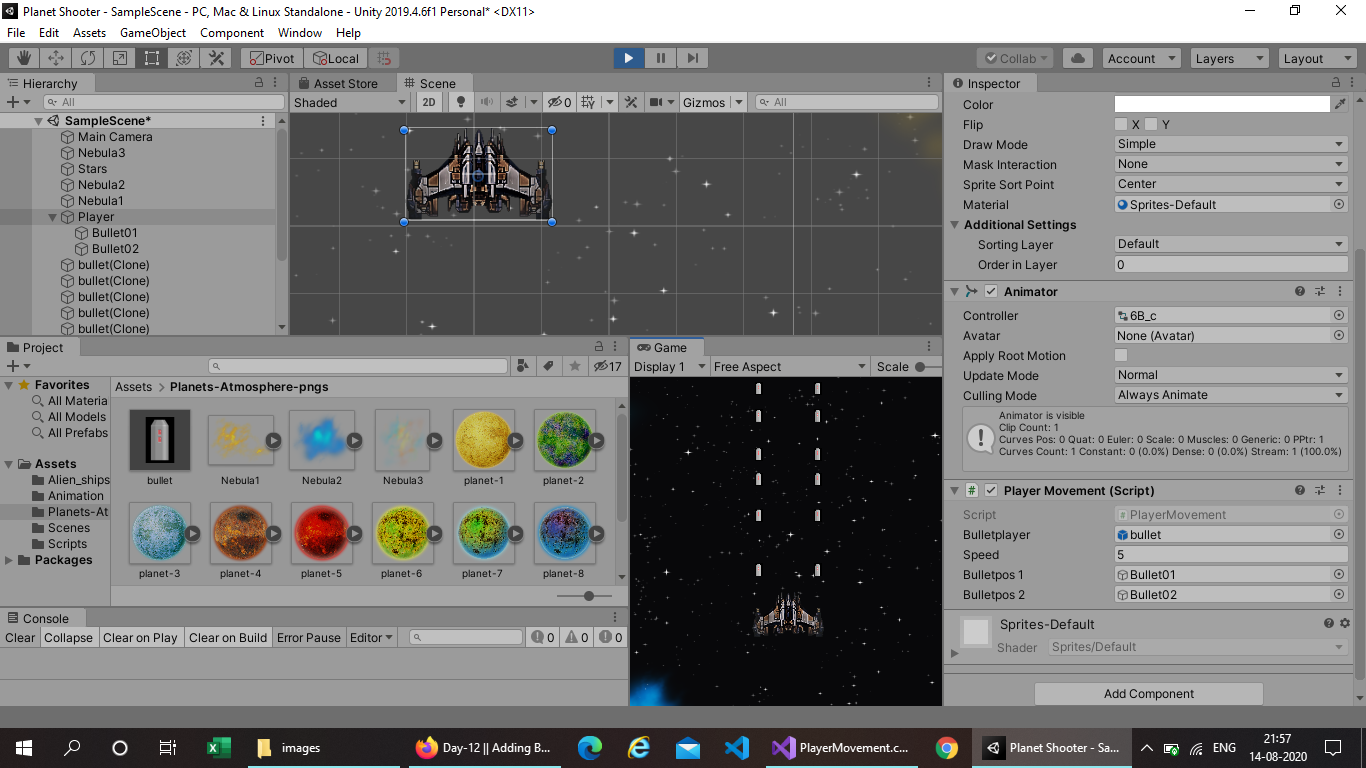 Planet Shooter - SampleScene - PC, Mac & Linux Standalone - Unity 2019.4.6f1 Personal* <DX11>
File Edit Assets GameObject Component Window Help
Pivot Local Collab Account Layers Layout
Hierarchy
All
SampleScene*
Main Camera
Nebula3
Stars
Nebula2
Nebula1
Player
Bullet01
Bullet02
bullet(Clone)
bullet(Clone)
bullet(Clone)
bullet(Clone)
bullet(Clone)
Asset Store Scene
Shaded 2D 0 Gizmos All
Project
17
Favorites
All Materia
All Models
All Prefabs
Assets
Alien_ships
Animation
Planets-At
Scenes
Scripts
Packages
Assets Planets-Atmosphere-pngs
bullet Nebula1 Nebula2 Nebula3 planet-1 planet-2
planet-3 planet-4 planet-5 planet-6 planet-7 planet-8
Console
Clear Collapse Clear on Play Clear on Build Error Pause Editor 0 0 0
Game
Display 1 Free Aspect Scale
Inspector
Color
Flip X Y
Draw Mode Simple
Mask Interaction None
Sprite Sort Point Center
Material Sprites-Default
Additional Settings
Sorting Layer Default
Order in Layer 0
Animator
Controller 6B_c
Avatar None (Avatar)
Apply Root Motion
Update Mode Normal
Culling Mode Always Animate
Animator is visible
Clip Count: 1
Curves Pos: 0 Quat: 0 Euler: 0 Scale: 0 Muscles: 0 Generic: 0 PPtr: 1
Curves Count: 1 Constant: 0 (0.0%) Dense: 0 (0.0%) Stream: 1 (100.0%)
# Player Movement (Script)
Script # PlayerMovement
Bulletplayer bullet
Speed 5
Bulletpos 1 Bullet01
Bulletpos 2 Bullet02
Sprites-Default
Shader Sprites/Default
Add Component
images
Day-12 || Adding B...
PlayerMovement.c...
Planet Shooter - Sa...
ENG
21:57
14-08-2020